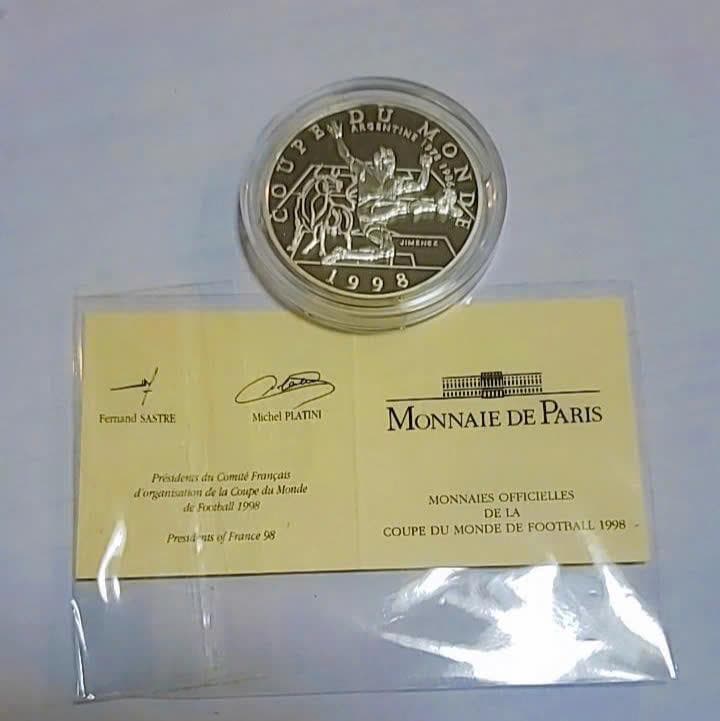 COUPE DU MONDE
ARGENTINE 1978 1986
JIMENEZ
1998
Fernand SASTRE
Michel PLATINI
Présidents du Comité Français
d'organisation de la Coupe du Monde
de Football 1998
Presidents of France 98
MONNAIE DE PARIS
MONNAIES OFFICIELLES
DE LA
COUPE DU MONDE DE FOOTBALL 1998